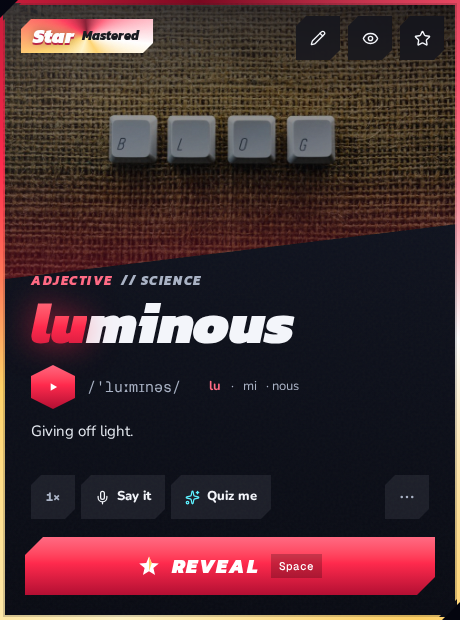 Star Mastered
B L O G
ADJECTIVE // SCIENCE
luminous
/ˈluːmɪnəs/ lu · mi · nous
Giving off light.
1× Say it Quiz me ...
REVEAL Space